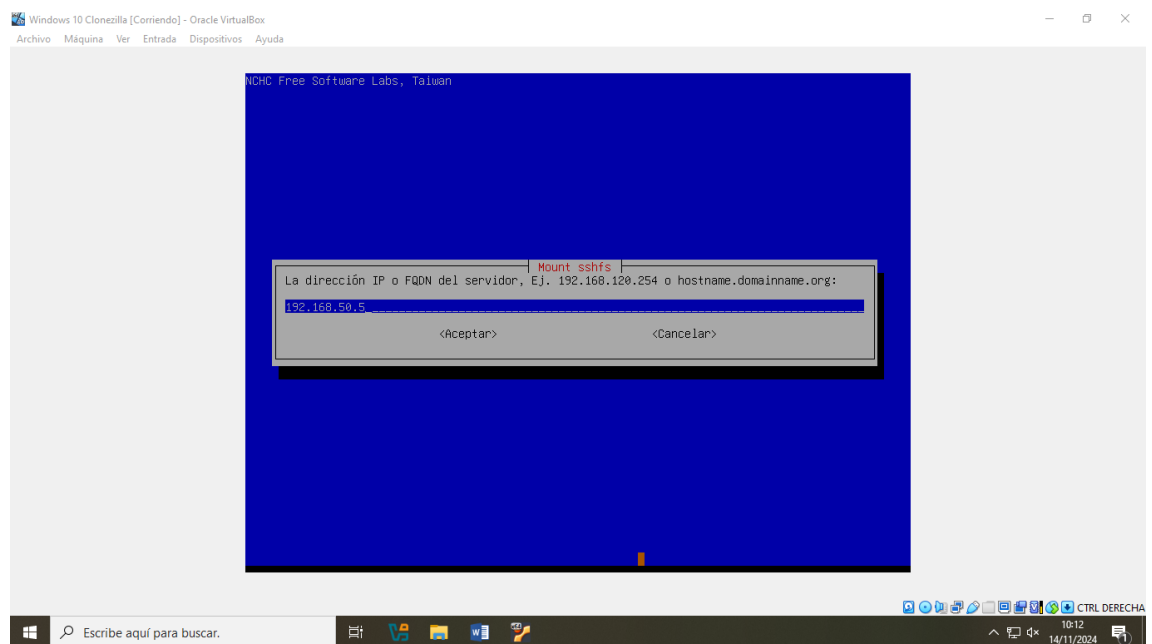 Windows 10 Clonezilla [Corriendo] - Oracle VirtualBox
Archivo Máquina Ver Entrada Dispositivos Ayuda
NCHC Free Software Labs, Taiwan
Mount sshfs
La dirección IP o FQDN del servidor, Ej. 192.168.120.254 o hostname.domainname.org:
192.168.50.5
<Aceptar> <Cancelar>
CTRL DERECHA
Escribe aquí para buscar.
10:12
14/11/2024